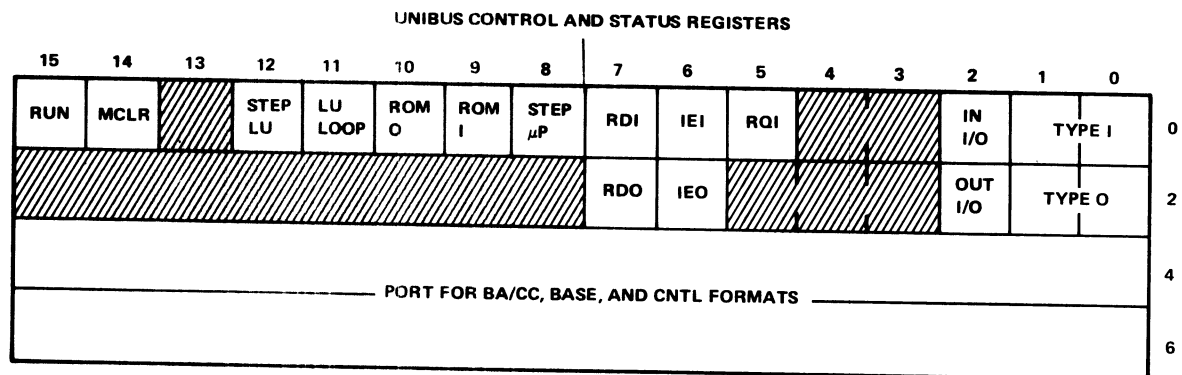 UNIBUS CONTROL AND STATUS REGISTERS
15 14 13 12 11 10 9 8 7 6 5 4 3 2 1 0
RUN MCLR STEP LU LU LOOP ROM O ROM I STEP μP RDI IEI RQI IN I/O TYPE I 0
RDO IEO OUT I/O TYPE O 2
4
PORT FOR BA/CC, BASE, AND CNTL FORMATS
6